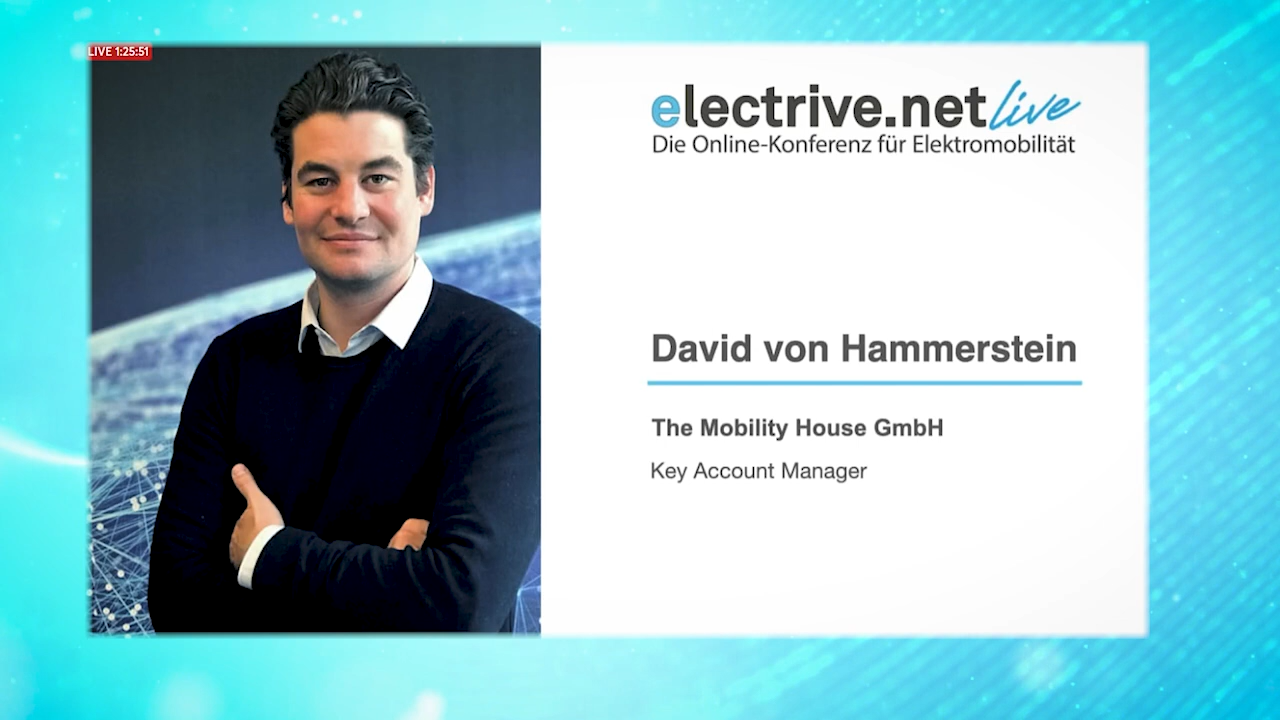 LIVE 1:25:51
electrive.net live
Die Online-Konferenz für Elektromobilität
David von Hammerstein
The Mobility House GmbH
Key Account Manager